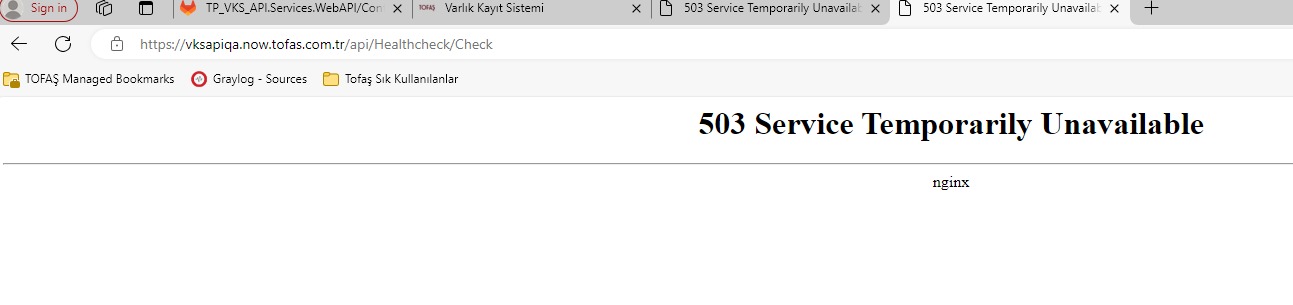 Sign in
TP_VKS_API.Services.WebAPI/Con
TOFAŞ
Varlık Kayıt Sistemi
503 Service Temporarily Unavailab
503 Service Temporarily Unavailab
https://vksapiqa.now.tofas.com.tr/api/Healthcheck/Check
TOFAŞ Managed Bookmarks
Graylog - Sources
Tofaş Sık Kullanılanlar
503 Service Temporarily Unavailable
nginx